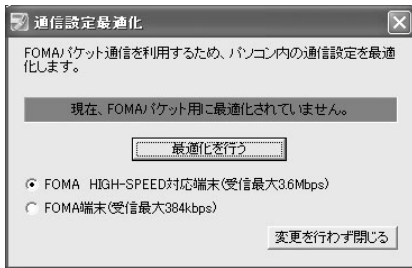 通信設定最適化
FOMAパケット通信を利用するため、パソコン内の通信設定を最適
化します。
現在、FOMAパケット用に最適化されていません。
最適化を行う
FOMA HIGH-SPEED対応端末(受信最大3.6Mbps)
FOMA端末(受信最大384kbps)
変更を行わず閉じる